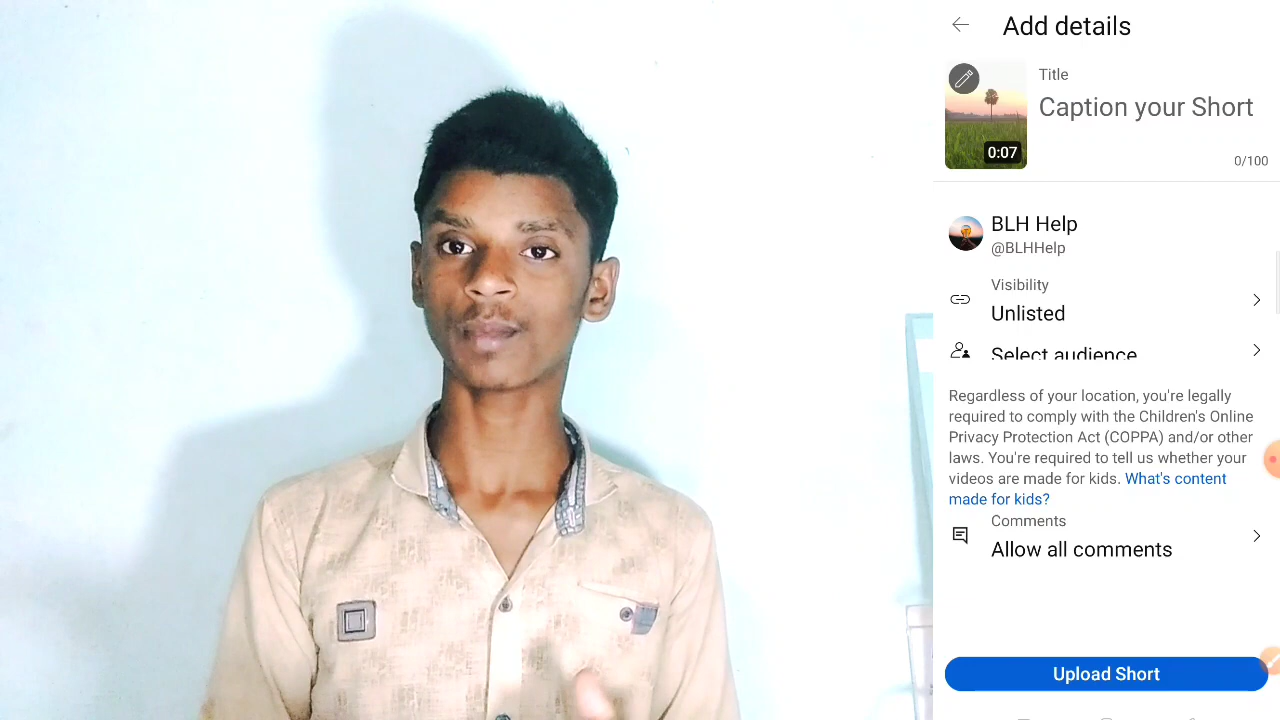 Add details
Title
Caption your Short
0:07
0/100
BLH Help
@BLHHelp
Visibility
Unlisted
Select audience
Regardless of your location, you're legally
required to comply with the Children's Online
Privacy Protection Act (COPPA) and/or other
laws. You're required to tell us whether your
videos are made for kids. What's content
made for kids?
Comments
Allow all comments
Upload Short